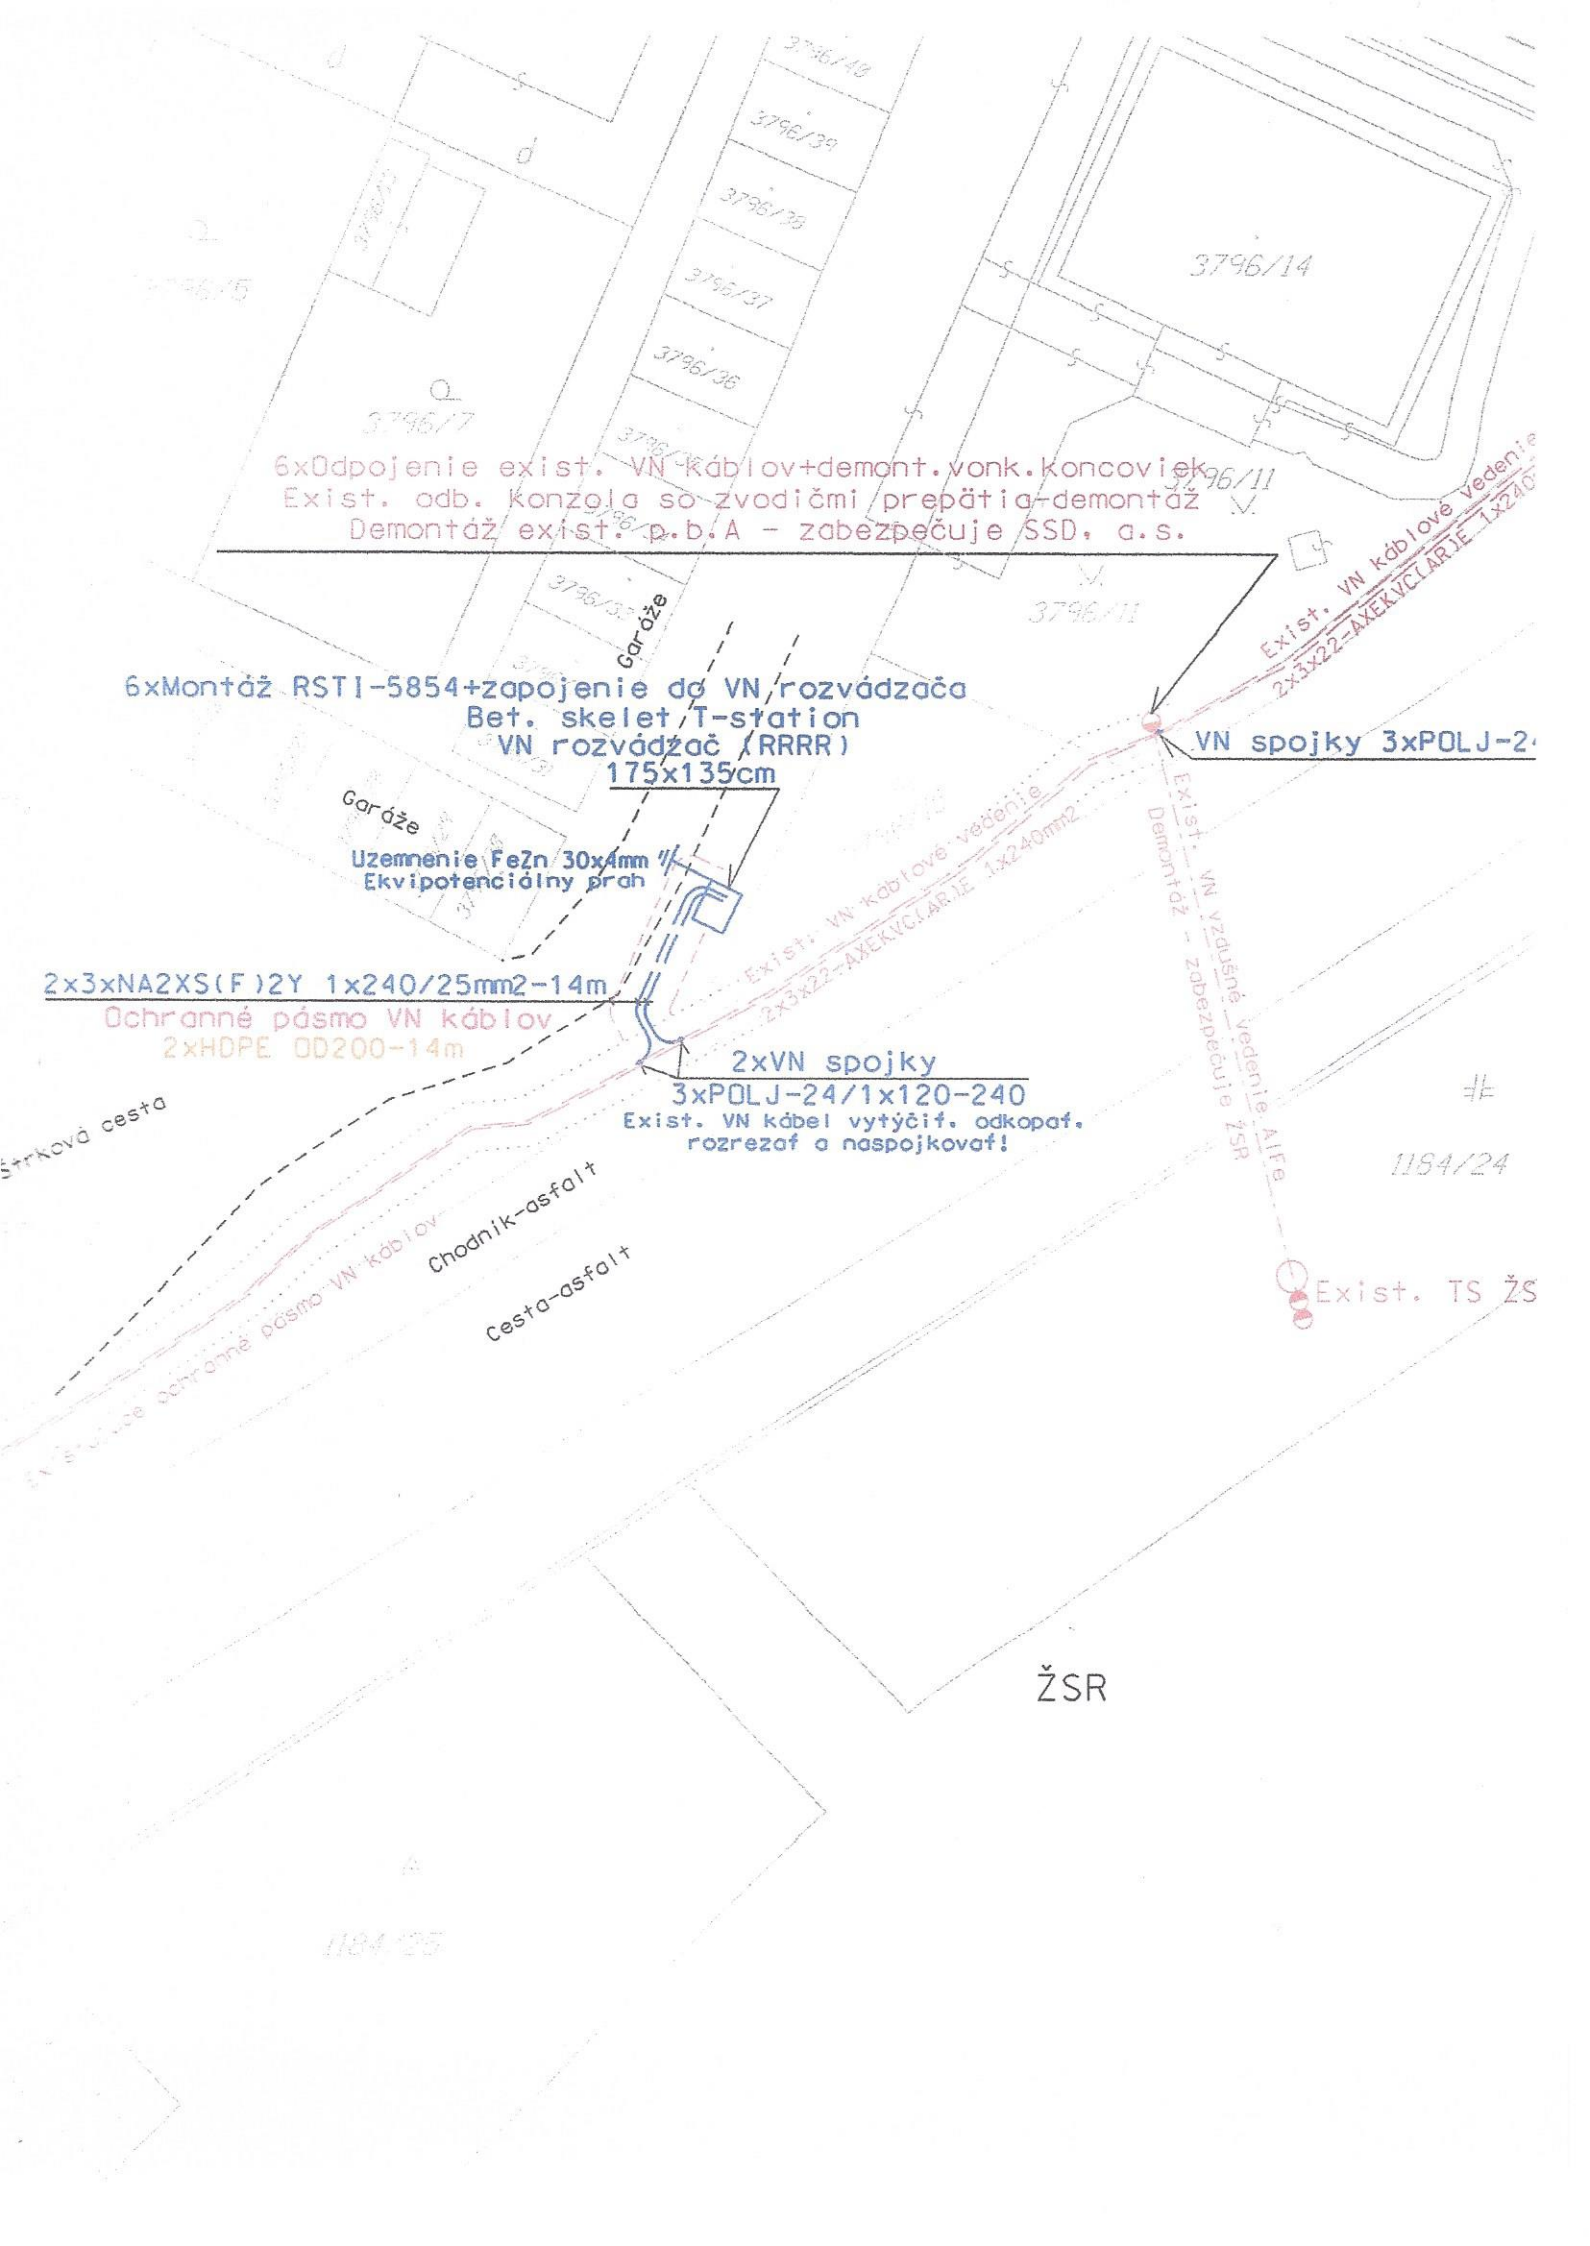 3796/40
3796/39
3796/38
3796/37
3796/36
3796/14
3796/7
6xOdpojenie exist. VN káblov+demont.vonk.koncoviek
Exist. odb. konzola so zvodičmi prepätia-demontáž
Demontáž exist. p.b.A - zabezpečuje SSD, a.s.
3796/11
3796/11
Exist. VN káblové vedenie
2x3x22-AXEKVC(AR)E 1x240
Garáže
6xMontáž RSTI-5854+zapojenie do VN rozvádzača
Bet. skelet T-station
VN rozvádzač (RRRR)
175x135cm
VN spojky 3xPOLJ-2
Garáže
Uzemnenie FeZn 30x4mm
Ekvipotenciálny prah
Exist. VN káblové vedenie
2x3x22-AXEKVC(AR)E 1x240mm2
Exist. VN vzdušné vedenie AlFe
Demontáž - zabezpečuje ŽSR
2x3xNA2XS(F)2Y 1x240/25mm2-14m
Ochranné pásmo VN káblov
2xHDPE OD200-14m
2xVN spojky
3xPOLJ-24/1x120-240
Exist. VN kábel vytýčiť, odkopať,
rozrezať a naspojkovať!
Štrková cesta
1184/24
Chodník-asfalt
Cesta-asfalt
ochranné pásmo VN káblov
Exist. TS ŽS
ŽSR
1184/25